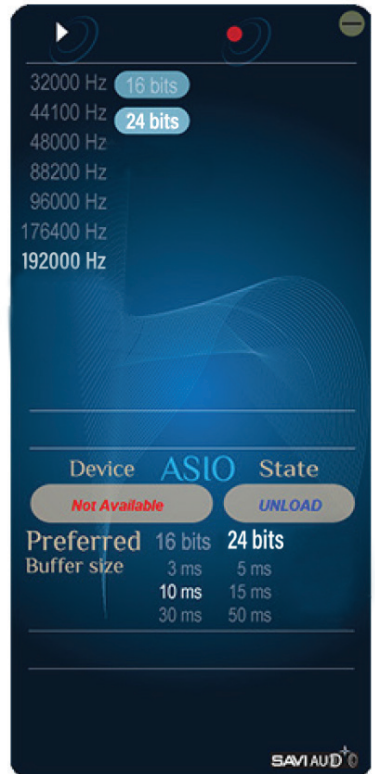 32000 Hz 16 bits
44100 Hz 24 bits
48000 Hz
88200 Hz
96000 Hz
176400 Hz
192000 Hz
Device ASIO State
Not Available UNLOAD
Preferred 16 bits 24 bits
Buffer size 3 ms 5 ms
10 ms 15 ms
30 ms 50 ms
SAVIAUDIO